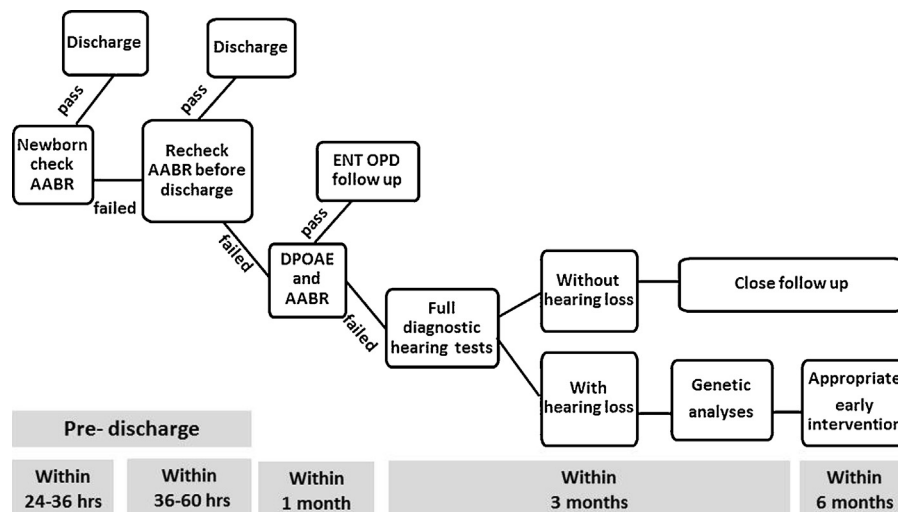 Discharge
pass
Newborn
check
AABR
failed
Discharge
pass
Recheck
AABR before
discharge
failed
ENT OPD
follow up
pass
DPOAE
and
AABR
failed
Full
diagnostic
hearing tests
Without
hearing loss
Close follow up
With
hearing loss
Genetic
analyses
Appropriate
early
intervention
Pre- discharge
Within
24-36 hrs
Within
36-60 hrs
Within
1 month
Within
3 months
Within
6 months